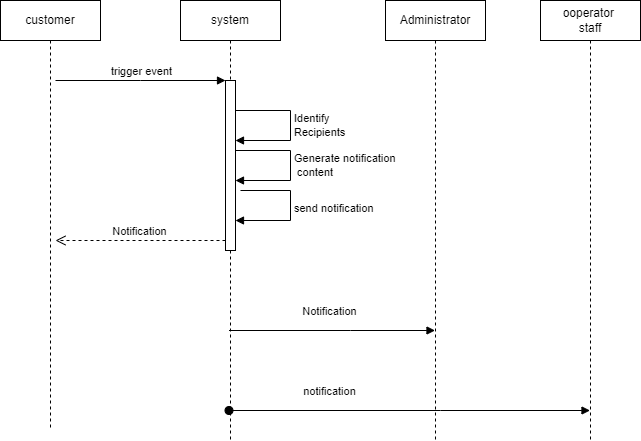 customer
system
Administrator
ooperator
staff
trigger event
Identify
Recipients
Generate notification
content
send notification
Notification
Notification
notification